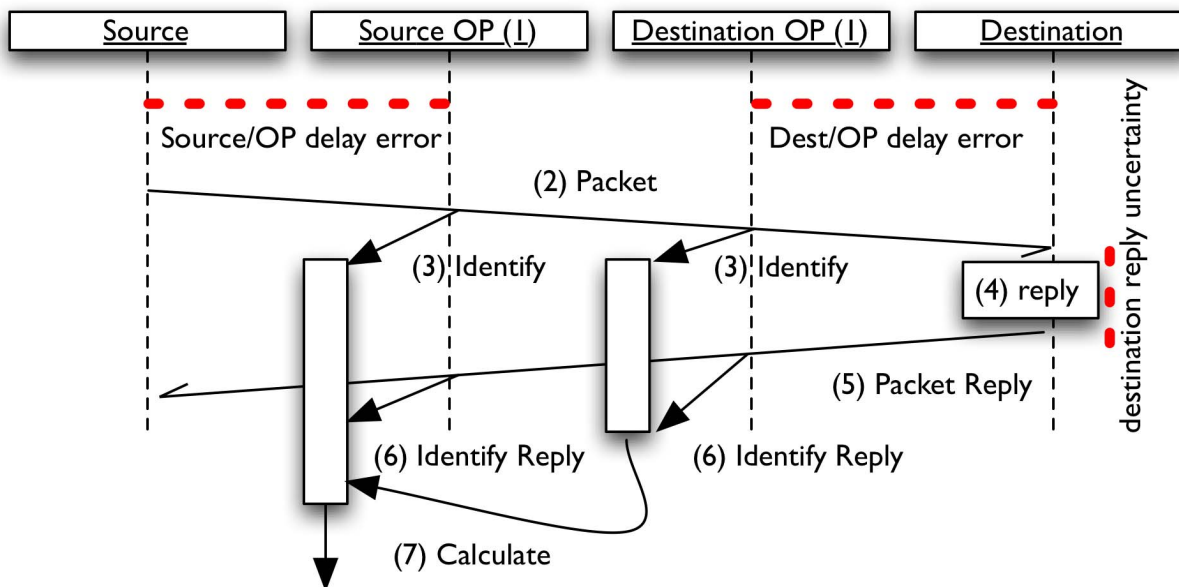 Source
Source OP (1)
Destination OP (1)
Destination
Source/OP delay error
Dest/OP delay error
destination reply uncertainty
(2) Packet
(3) Identify
(3) Identify
(4) reply
(5) Packet Reply
(6) Identify Reply
(6) Identify Reply
(7) Calculate